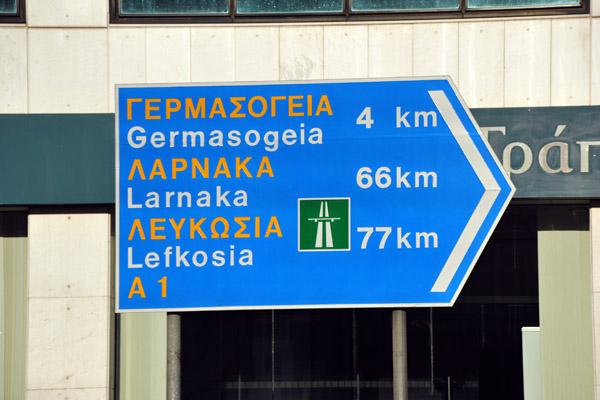 ΓΕΡΜΑΣΟΓΕΙΑ
Germasogeia 4 km
ΛΑΡΝΑΚΑ
Larnaka 66km
ΛΕΥΚΩΣΙΑ
Lefkosia 77km
Α 1